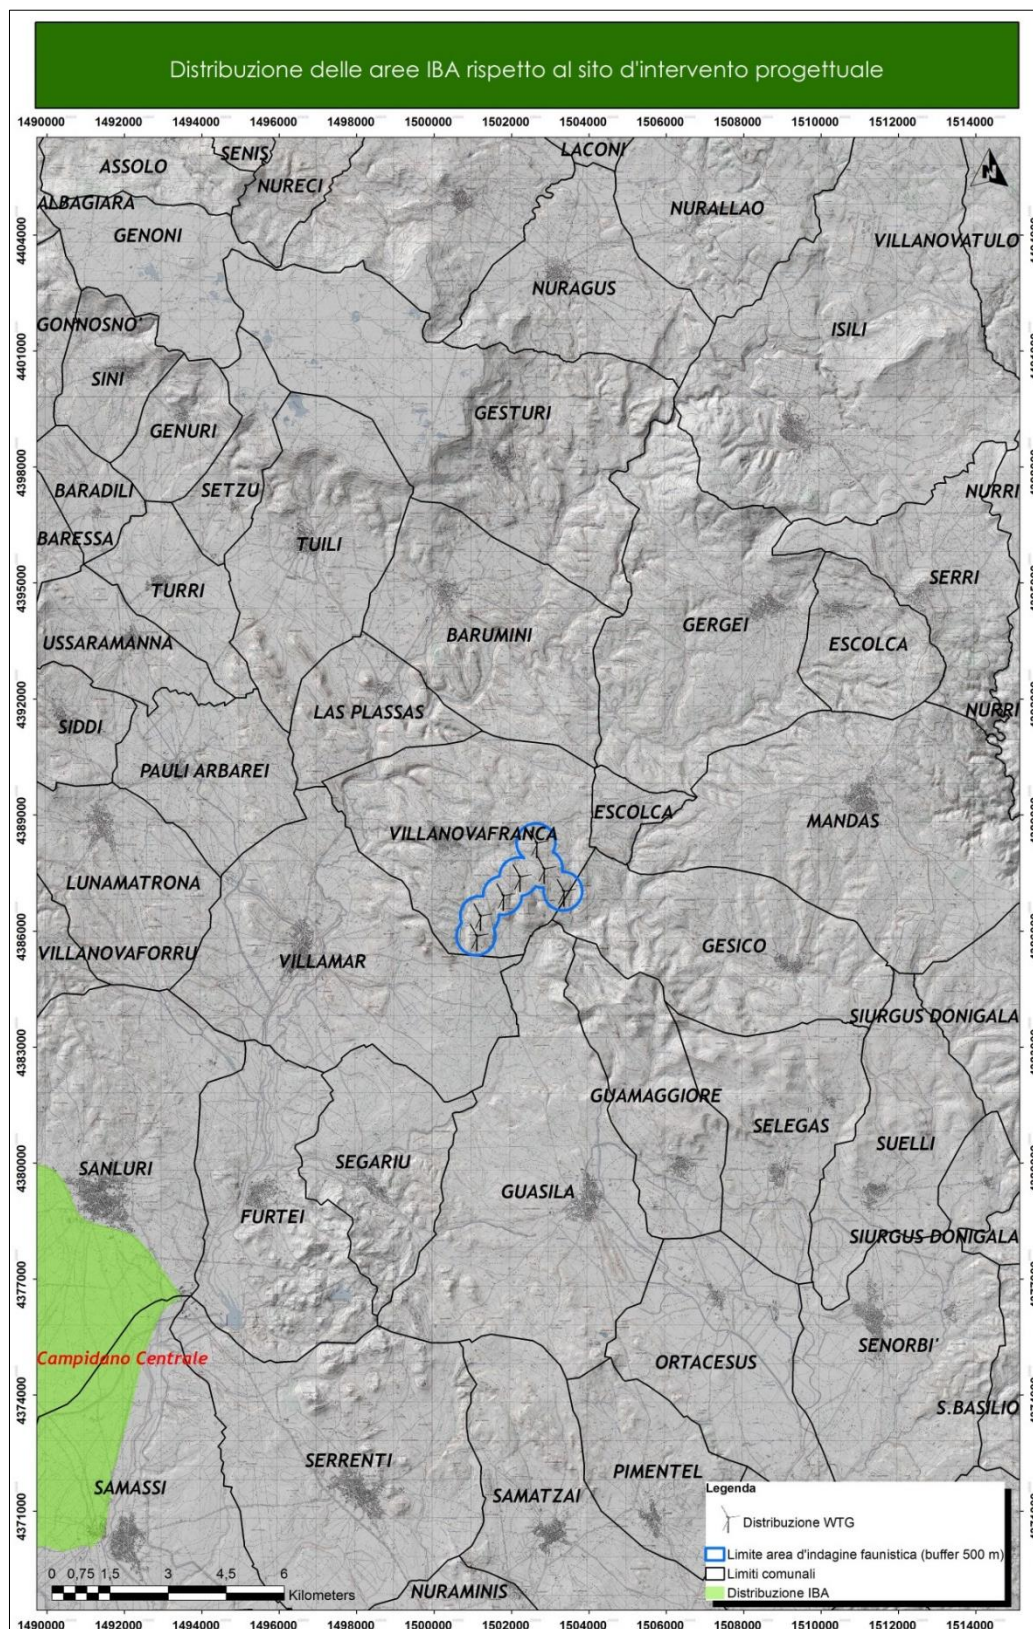 Distribuzione delle aree IBA rispetto al sito d'intervento progettuale
1490000 1492000 1494000 1496000 1498000 1500000 1502000 1504000 1506000 1508000 1510000 1512000 1514000
LACONI
SENIS
ASSOLO
NURECI
N
ALBAGIARA
NURALLAO
GENONI
4404000
VILLANOVATULO
NURAGUS
GONNOSNO'
ISILI
4401000
SINI
GESTURI
GENURI
4398000
BARADILI
SETZU
NURRI
BARESSA
TUILI
TURRI
4395000
SERRI
GERGEI
BARUMINI
USSARAMANNA
ESCOLCA
4392000
LAS PLASSAS
NURRI
SIDDI
PAULI ARBAREI
4389000
ESCOLCA
MANDAS
VILLANOVAFRANCA
LUNAMATRONA
4386000
GESICO
VILLANOVAFORRU
VILLAMAR
SIURGUS DONIGALA
4383000
GUAMAGGIORE
SELEGAS
SUELLI
4380000
SANLURI
SEGARIU
GUASILA
FURTEI
SIURGUS DONIGALA
4377000
SENORBI'
Campidano Centrale
ORTACESUS
4374000
S.BASILIO
SERRENTI
PIMENTEL
SAMASSI
SAMATZAI
4371000
Legenda
Distribuzione WTG
Limite area d'indagine faunistica (buffer 500 m)
Limiti comunali
Distribuzione IBA
0 0,75 1,5 3 4,5 6
Kilometers
NURAMINIS
1490000 1492000 1494000 1496000 1498000 1500000 1502000 1504000 1506000 1508000 1510000 1512000 1514000